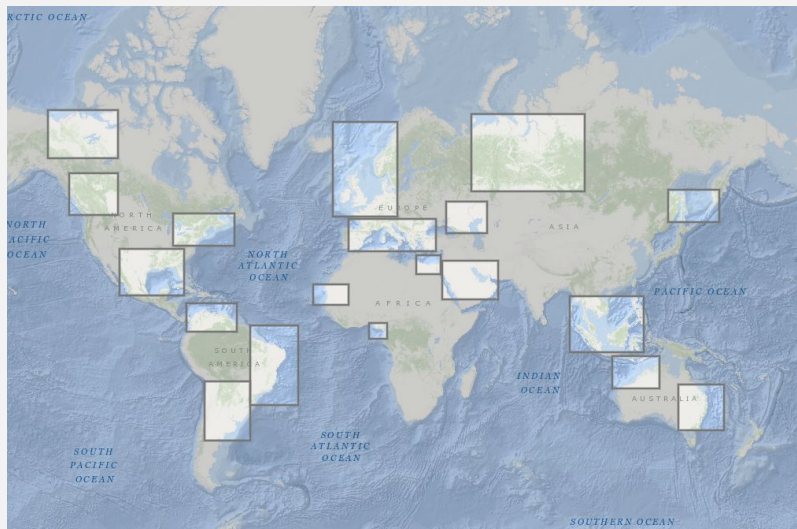 RCTIC OCEAN
NORTH
ACIFIC
OCEAN
NORTH
AMERICA
NORTH
ATLANTIC
OCEAN
EUROPE
ASIA
AFRICA
PACIFIC OCEAN
SOUTH
AMERICA
INDIAN
OCEAN
AUSTRALIA
SOUTH
PACIFIC
OCEAN
SOUTH
ATLANTIC
OCEAN
SOUTHERN OCEAN